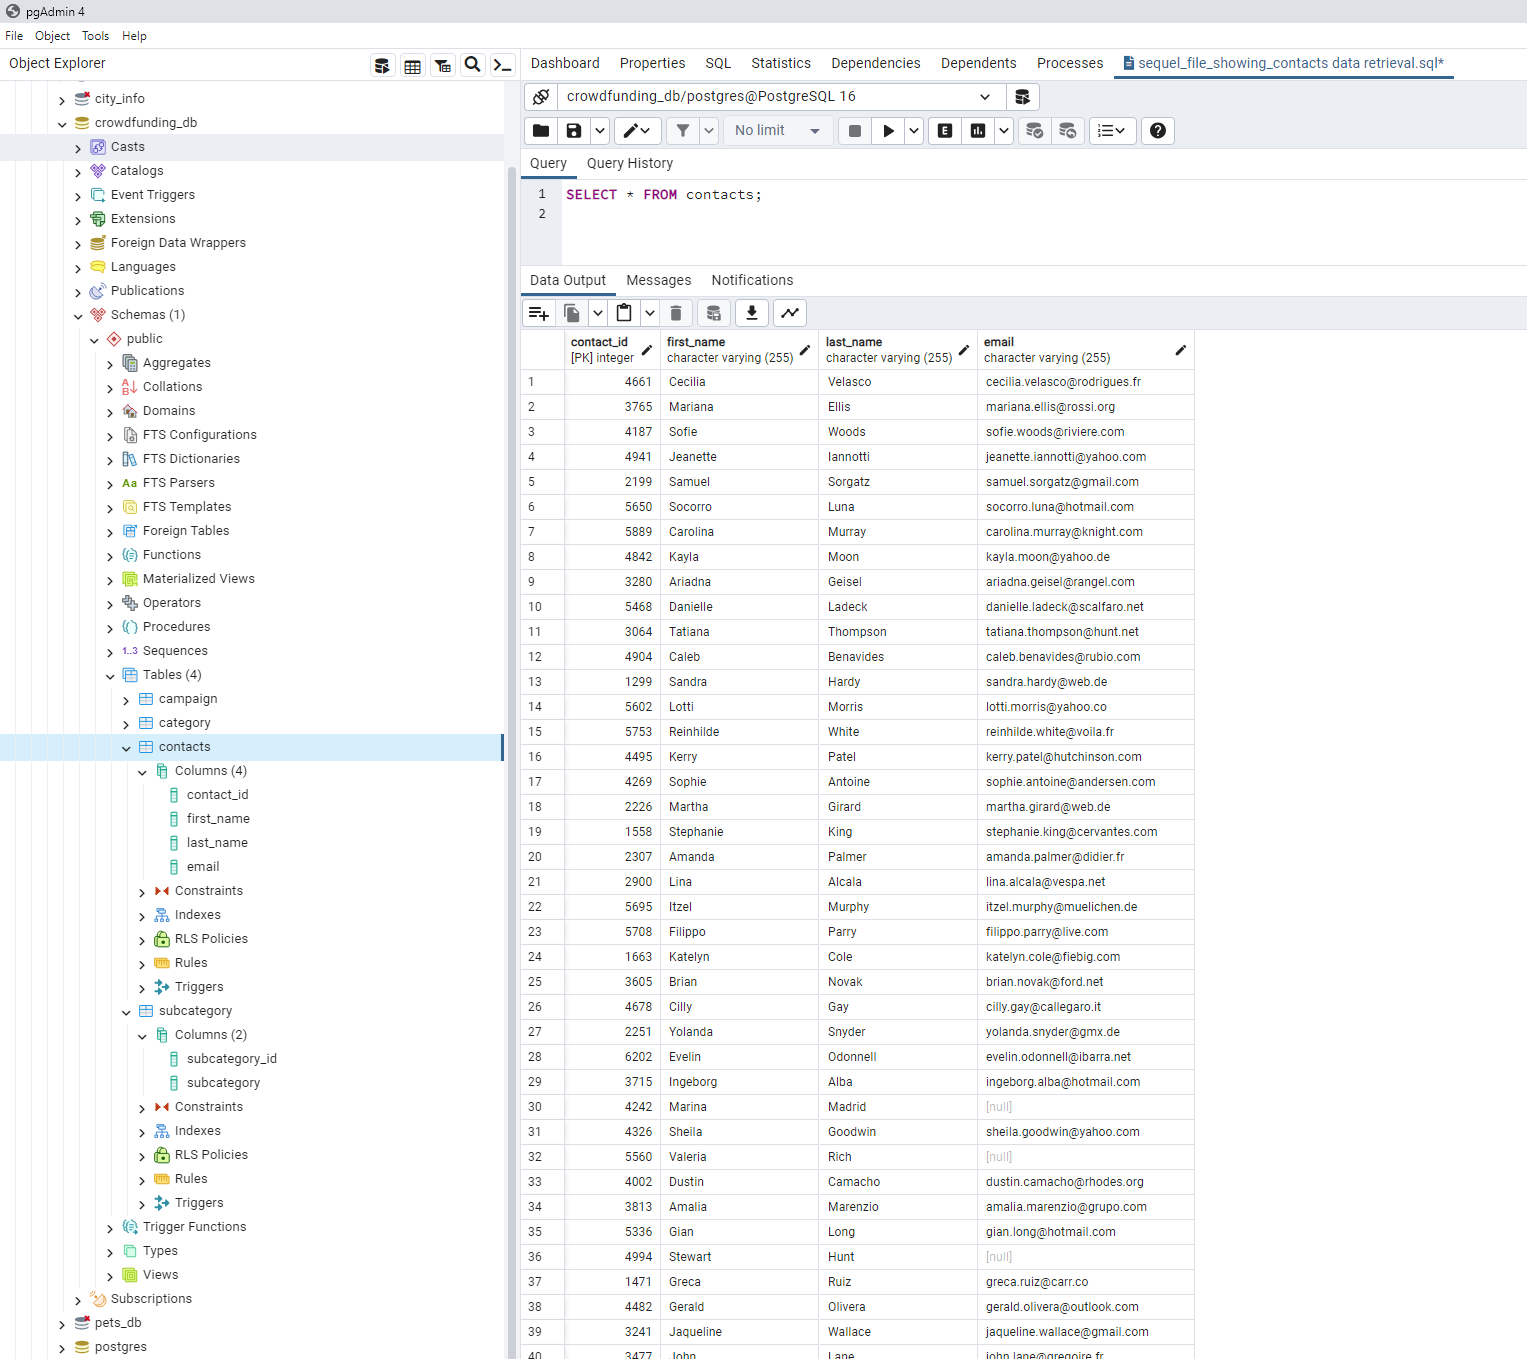 pgAdmin 4
File Object Tools Help
Object Explorer
city_info
crowdfunding_db
Casts
Catalogs
Event Triggers
Extensions
Foreign Data Wrappers
Languages
Publications
Schemas (1)
public
Aggregates
Collations
Domains
FTS Configurations
FTS Dictionaries
Aa FTS Parsers
FTS Templates
Foreign Tables
Functions
Materialized Views
Operators
Procedures
1..3 Sequences
Tables (4)
campaign
category
contacts
Columns (4)
contact_id
first_name
last_name
email
Constraints
Indexes
RLS Policies
Rules
Triggers
subcategory
Columns (2)
subcategory_id
subcategory
Constraints
Indexes
RLS Policies
Rules
Triggers
Trigger Functions
Types
Views
Subscriptions
pets_db
postgres
Dashboard Properties SQL Statistics Dependencies Dependents Processes sequel_file_showing_contacts data retrieval.sql*
crowdfunding_db/postgres@PostgreSQL 16
No limit E
Query Query History
1 SELECT * FROM contacts;
2
Data Output Messages Notifications
contact_id first_name last_name email
[PK] integer character varying (255) character varying (255) character varying (255)
1 4661 Cecilia Velasco cecilia.velasco@rodrigues.fr
2 3765 Mariana Ellis mariana.ellis@rossi.org
3 4187 Sofie Woods sofie.woods@riviere.com
4 4941 Jeanette Iannotti jeanette.iannotti@yahoo.com
5 2199 Samuel Sorgatz samuel.sorgatz@gmail.com
6 5650 Socorro Luna socorro.luna@hotmail.com
7 5889 Carolina Murray carolina.murray@knight.com
8 4842 Kayla Moon kayla.moon@yahoo.de
9 3280 Ariadna Geisel ariadna.geisel@rangel.com
10 5468 Danielle Ladeck danielle.ladeck@scalfaro.net
11 3064 Tatiana Thompson tatiana.thompson@hunt.net
12 4904 Caleb Benavides caleb.benavides@rubio.com
13 1299 Sandra Hardy sandra.hardy@web.de
14 5602 Lotti Morris lotti.morris@yahoo.co
15 5753 Reinhilde White reinhilde.white@voila.fr
16 4495 Kerry Patel kerry.patel@hutchinson.com
17 4269 Sophie Antoine sophie.antoine@andersen.com
18 2226 Martha Girard martha.girard@web.de
19 1558 Stephanie King stephanie.king@cervantes.com
20 2307 Amanda Palmer amanda.palmer@didier.fr
21 2900 Lina Alcala lina.alcala@vespa.net
22 5695 Itzel Murphy itzel.murphy@muelichen.de
23 5708 Filippo Parry filippo.parry@live.com
24 1663 Katelyn Cole katelyn.cole@fiebig.com
25 3605 Brian Novak brian.novak@ford.net
26 4678 Cilly Gay cilly.gay@callegaro.it
27 2251 Yolanda Snyder yolanda.snyder@gmx.de
28 6202 Evelin Odonnell evelin.odonnell@ibarra.net
29 3715 Ingeborg Alba ingeborg.alba@hotmail.com
30 4242 Marina Madrid [null]
31 4326 Sheila Goodwin sheila.goodwin@yahoo.com
32 5560 Valeria Rich [null]
33 4002 Dustin Camacho dustin.camacho@rhodes.org
34 3813 Amalia Marenzio amalia.marenzio@grupo.com
35 5336 Gian Long gian.long@hotmail.com
36 4994 Stewart Hunt [null]
37 1471 Greca Ruiz greca.ruiz@carr.co
38 4482 Gerald Olivera gerald.olivera@outlook.com
39 3241 Jaqueline Wallace jaqueline.wallace@gmail.com
40 3477 John Lane john.lane@gregoire.fr